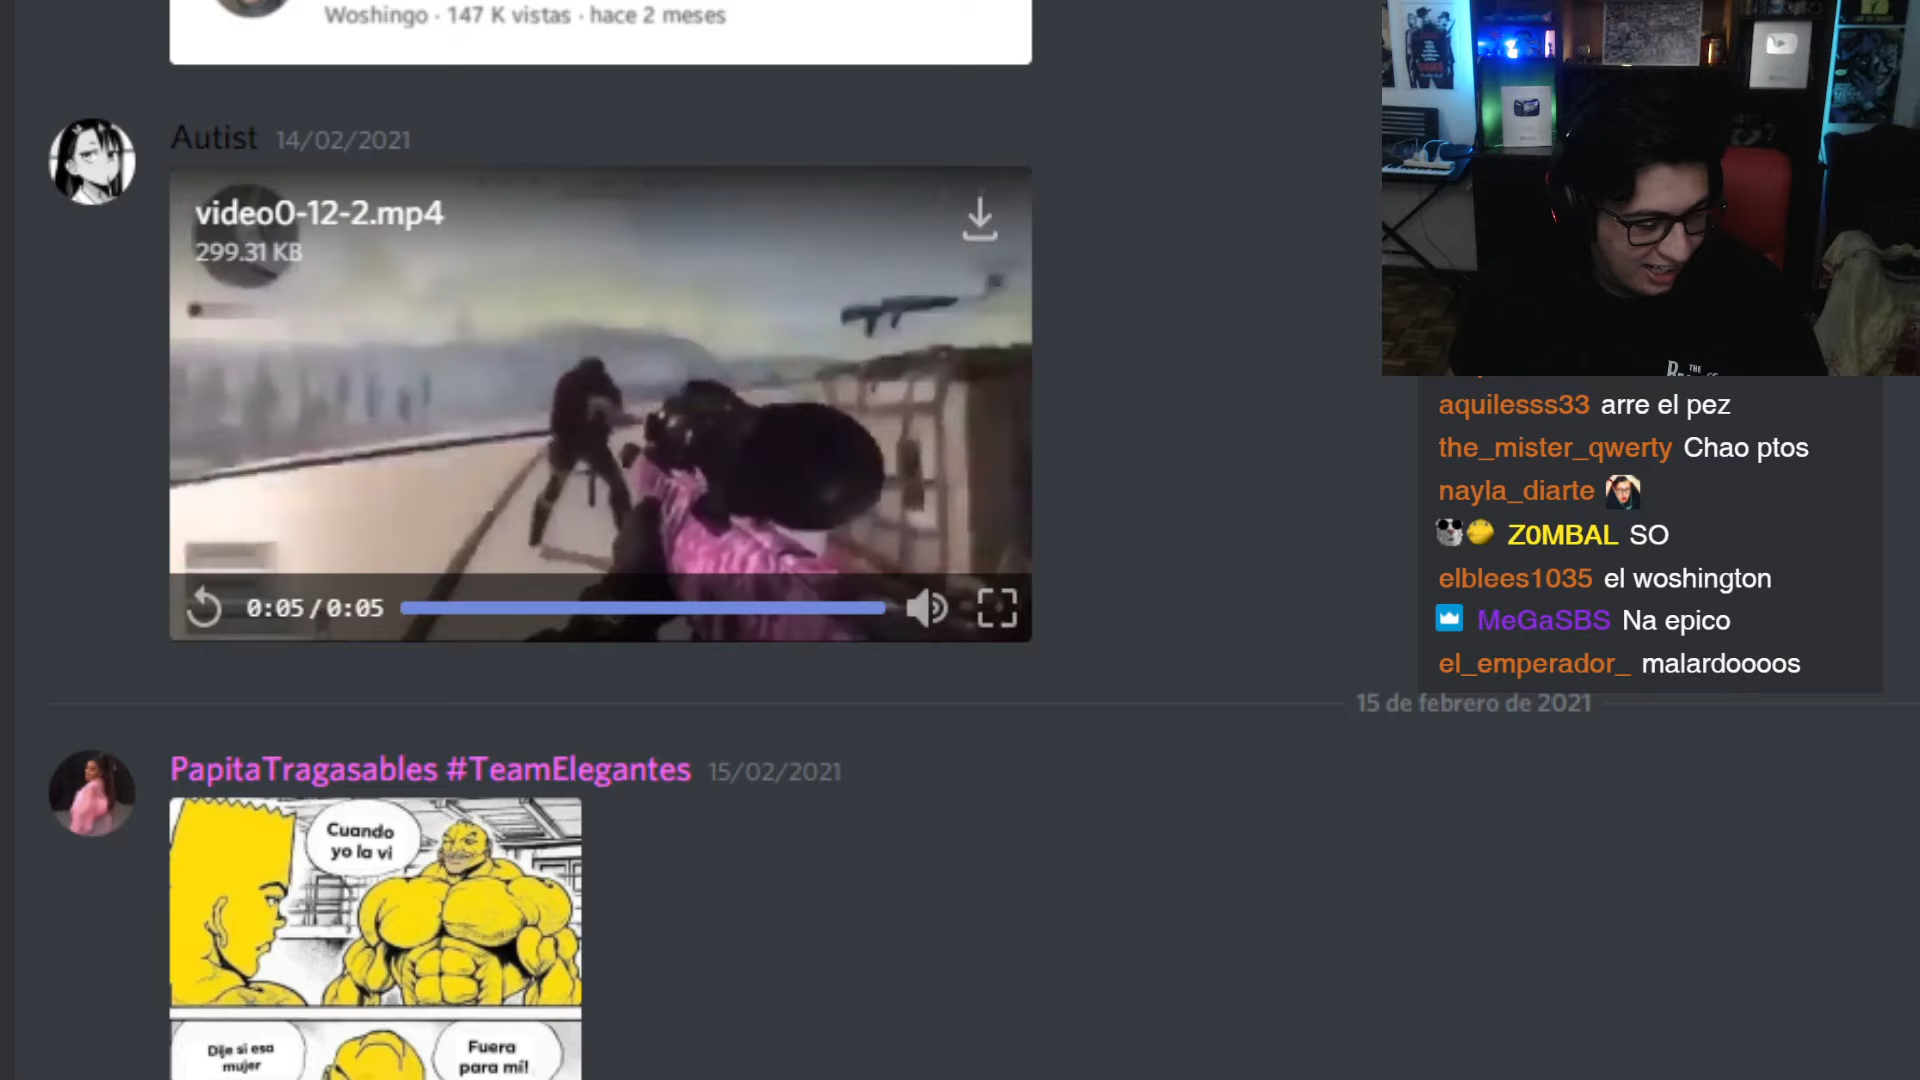 Woshingo · 147 K vistas · hace 2 meses
Autist 14/02/2021
video0-12-2.mp4
299.31 KB
0:05/0:05
15 de febrero de 2021
PapitaTragasables #TeamElegantes 15/02/2021
Cuando
yo la vi
Dije si esa
mujer
Fuera
para mí!
THE
aquilesss33 arre el pez
the_mister_qwerty Chao ptos
nayla_diarte
Z0MBAL SO
elblees1035 el woshington
MeGaSBS Na epico
el_emperador_ malardoooos